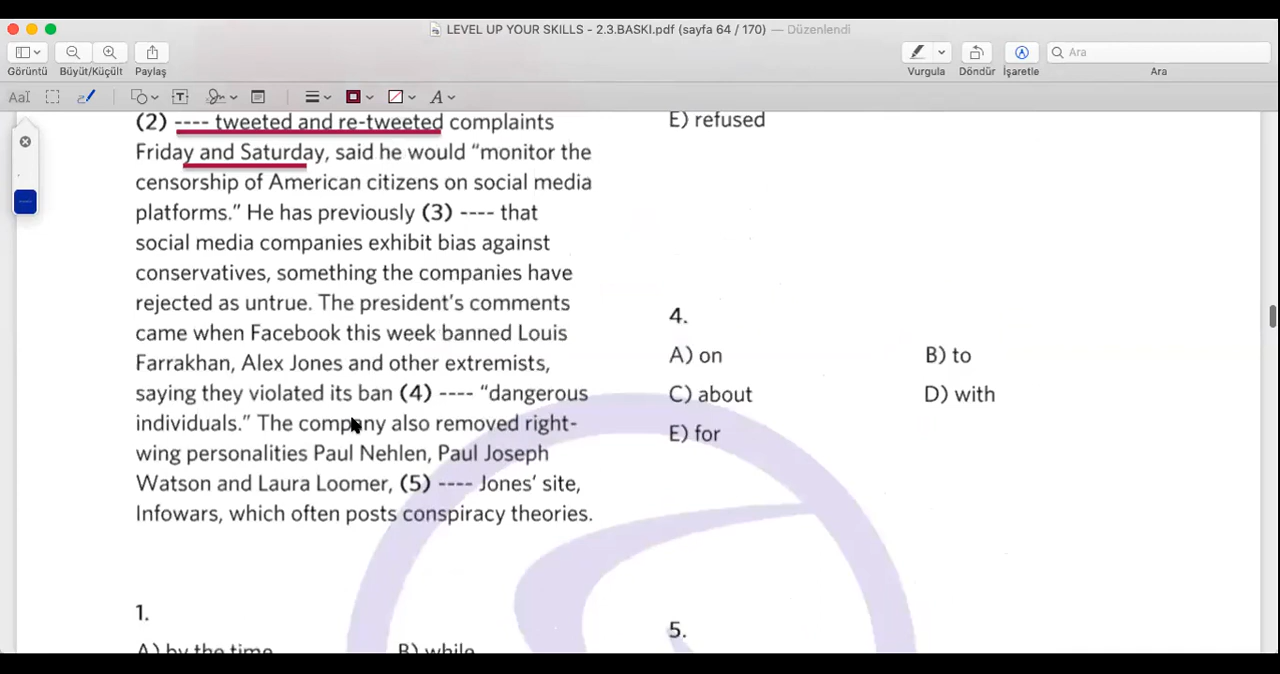 LEVEL UP YOUR SKILLS - 2.3.BASKI.pdf (sayfa 64 / 170) — Düzenlendi
Ara
Görüntü Büyüt/Küçült Paylaş Vurgula Döndür İşaretle Ara
(2) ---- tweeted and re-tweeted complaints
Friday and Saturday, said he would “monitor the
censorship of American citizens on social media
platforms.” He has previously (3) ---- that
social media companies exhibit bias against
conservatives, something the companies have
rejected as untrue. The president’s comments
came when Facebook this week banned Louis
Farrakhan, Alex Jones and other extremists,
saying they violated its ban (4) ---- “dangerous
individuals.” The company also removed right-
wing personalities Paul Nehlen, Paul Joseph
Watson and Laura Loomer, (5) ---- Jones’ site,
Infowars, which often posts conspiracy theories.
1.
A) by the time B) while
E) refused
4.
A) on B) to
C) about D) with
E) for
5.